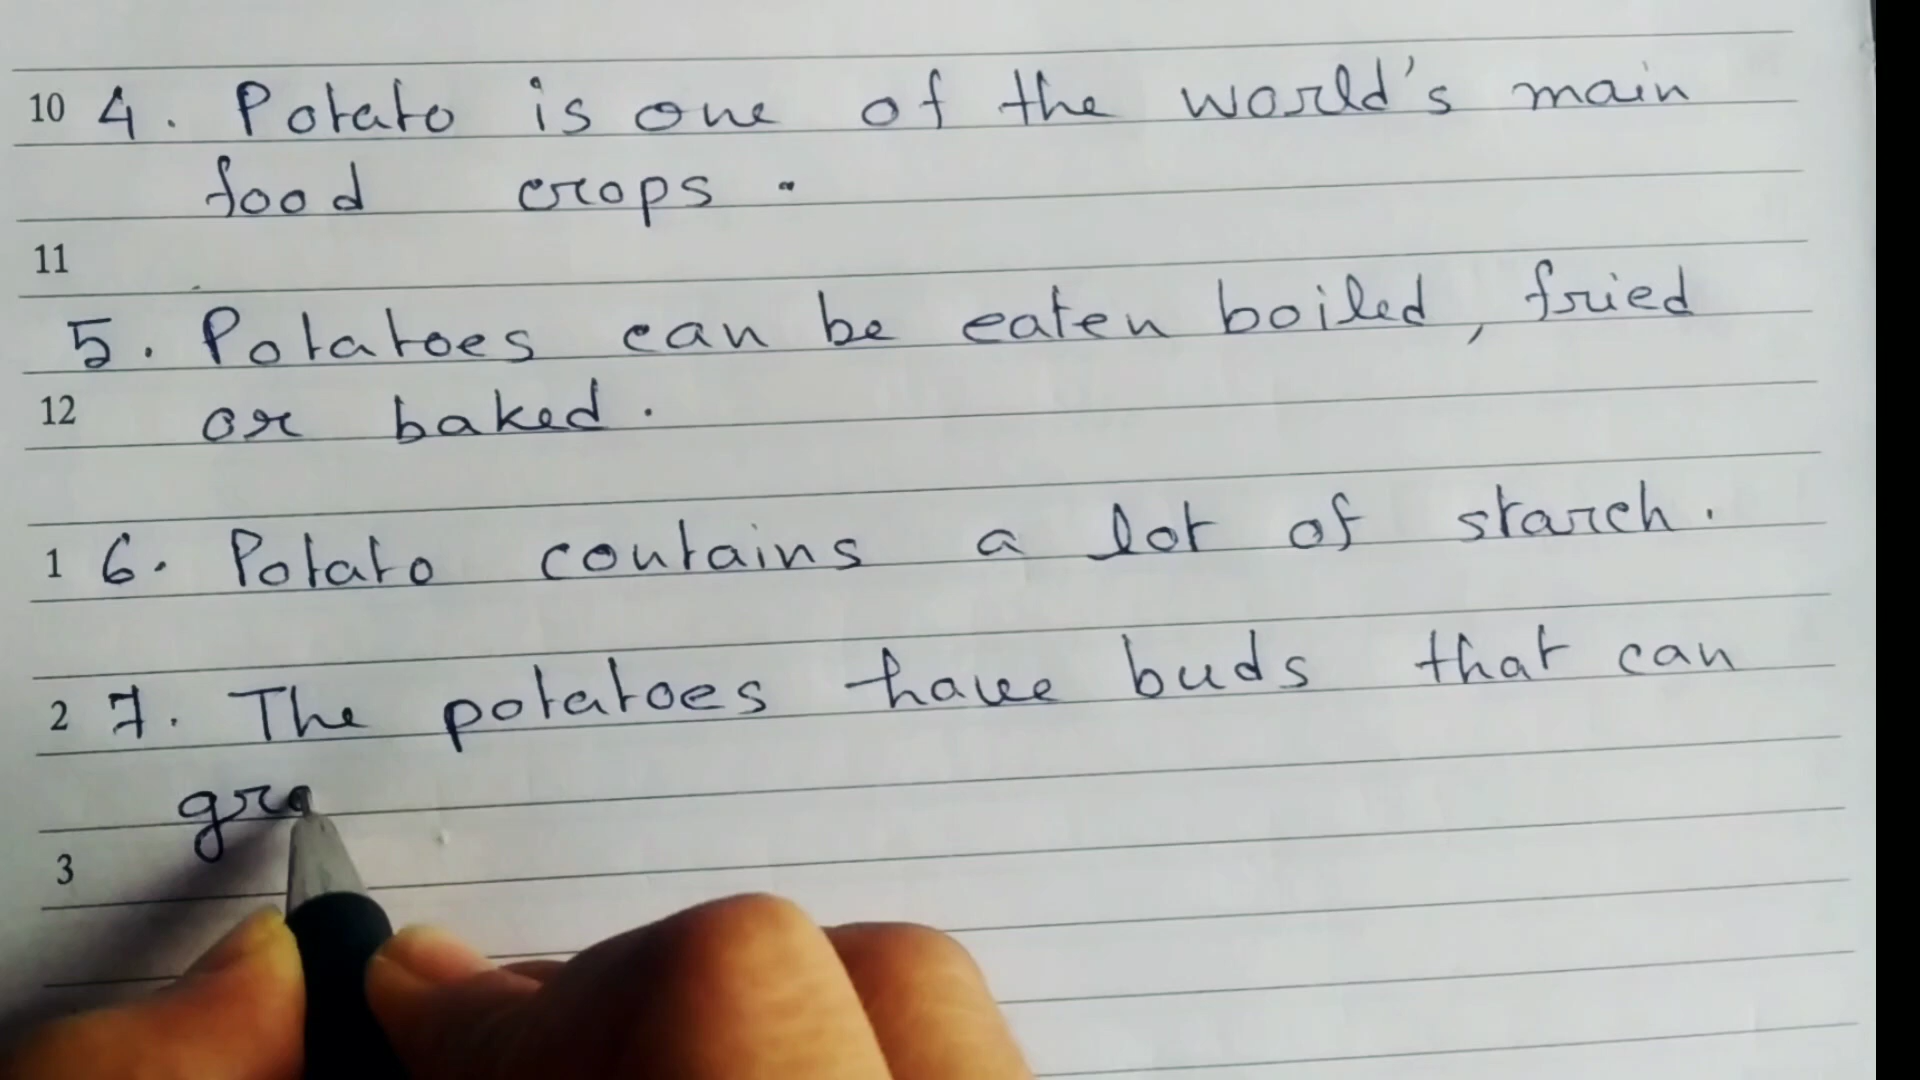 10 4. Potato is one of the world's main
food crops.
11
5. Potatoes can be eaten boiled, fried
12 or baked.
1 6. Potato contains a lot of starch.
2 7. The potatoes have buds that can
gro
3